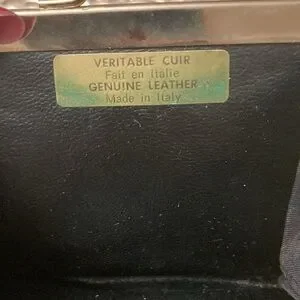 VERITABLE CUIR
Fait en Italie
GENUINE LEATHER
Made in Italy